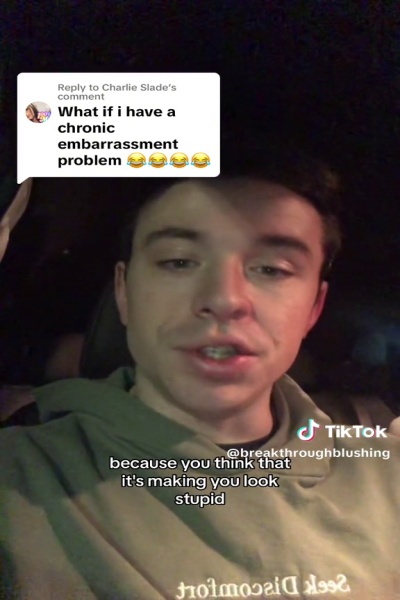 Reply to Charlie Slade's
comment
What if i have a
chronic
embarrassment
problem 😂😂😂😂
TikTok
@breakthroughblushing
because you think that
it's making you look
stupid
Seek Discomfort